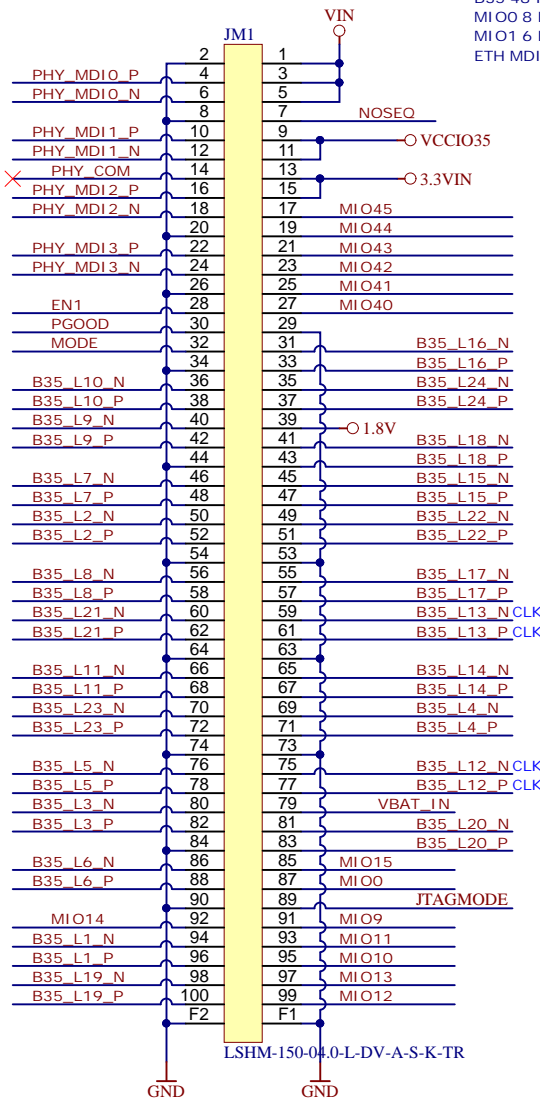 VIN
B35 48 I
MIO0 8 I
MIO1 6 I
ETH MDI
JM1
2 1
PHY_MDI0_P 4 3
PHY_MDI0_N 6 5
8 7 NOSEQ
PHY_MDI1_P 10 9 VCCIO35
PHY_MDI1_N 12 11
PHY_COM 14 13 3.3VIN
PHY_MDI2_P 16 15
PHY_MDI2_N 18 17 MIO45
20 19 MIO44
PHY_MDI3_P 22 21 MIO43
PHY_MDI3_N 24 23 MIO42
26 25 MIO41
EN1 28 27 MIO40
PGOOD 30 29
MODE 32 31 B35_L16_N
34 33 B35_L16_P
B35_L10_N 36 35 B35_L24_N
B35_L10_P 38 37 B35_L24_P
B35_L9_N 40 39 1.8V
B35_L9_P 42 41 B35_L18_N
44 43 B35_L18_P
B35_L7_N 46 45 B35_L15_N
B35_L7_P 48 47 B35_L15_P
B35_L2_N 50 49 B35_L22_N
B35_L2_P 52 51 B35_L22_P
54 53
B35_L8_N 56 55 B35_L17_N
B35_L8_P 58 57 B35_L17_P
B35_L21_N 60 59 B35_L13_N CLK
B35_L21_P 62 61 B35_L13_P CLK
64 63
B35_L11_N 66 65 B35_L14_N
B35_L11_P 68 67 B35_L14_P
B35_L23_N 70 69 B35_L4_N
B35_L23_P 72 71 B35_L4_P
74 73
B35_L5_N 76 75 B35_L12_N CLK
B35_L5_P 78 77 B35_L12_P CLK
B35_L3_N 80 79 VBAT_IN
B35_L3_P 82 81 B35_L20_N
84 83 B35_L20_P
B35_L6_N 86 85 MIO15
B35_L6_P 88 87 MIO0
90 89 JTAGMODE
MIO14 92 91 MIO9
B35_L1_N 94 93 MIO11
B35_L1_P 96 95 MIO10
B35_L19_N 98 97 MIO13
B35_L19_P 100 99 MIO12
F2 F1
LSHM-150-04.0-L-DV-A-S-K-TR
GND GND